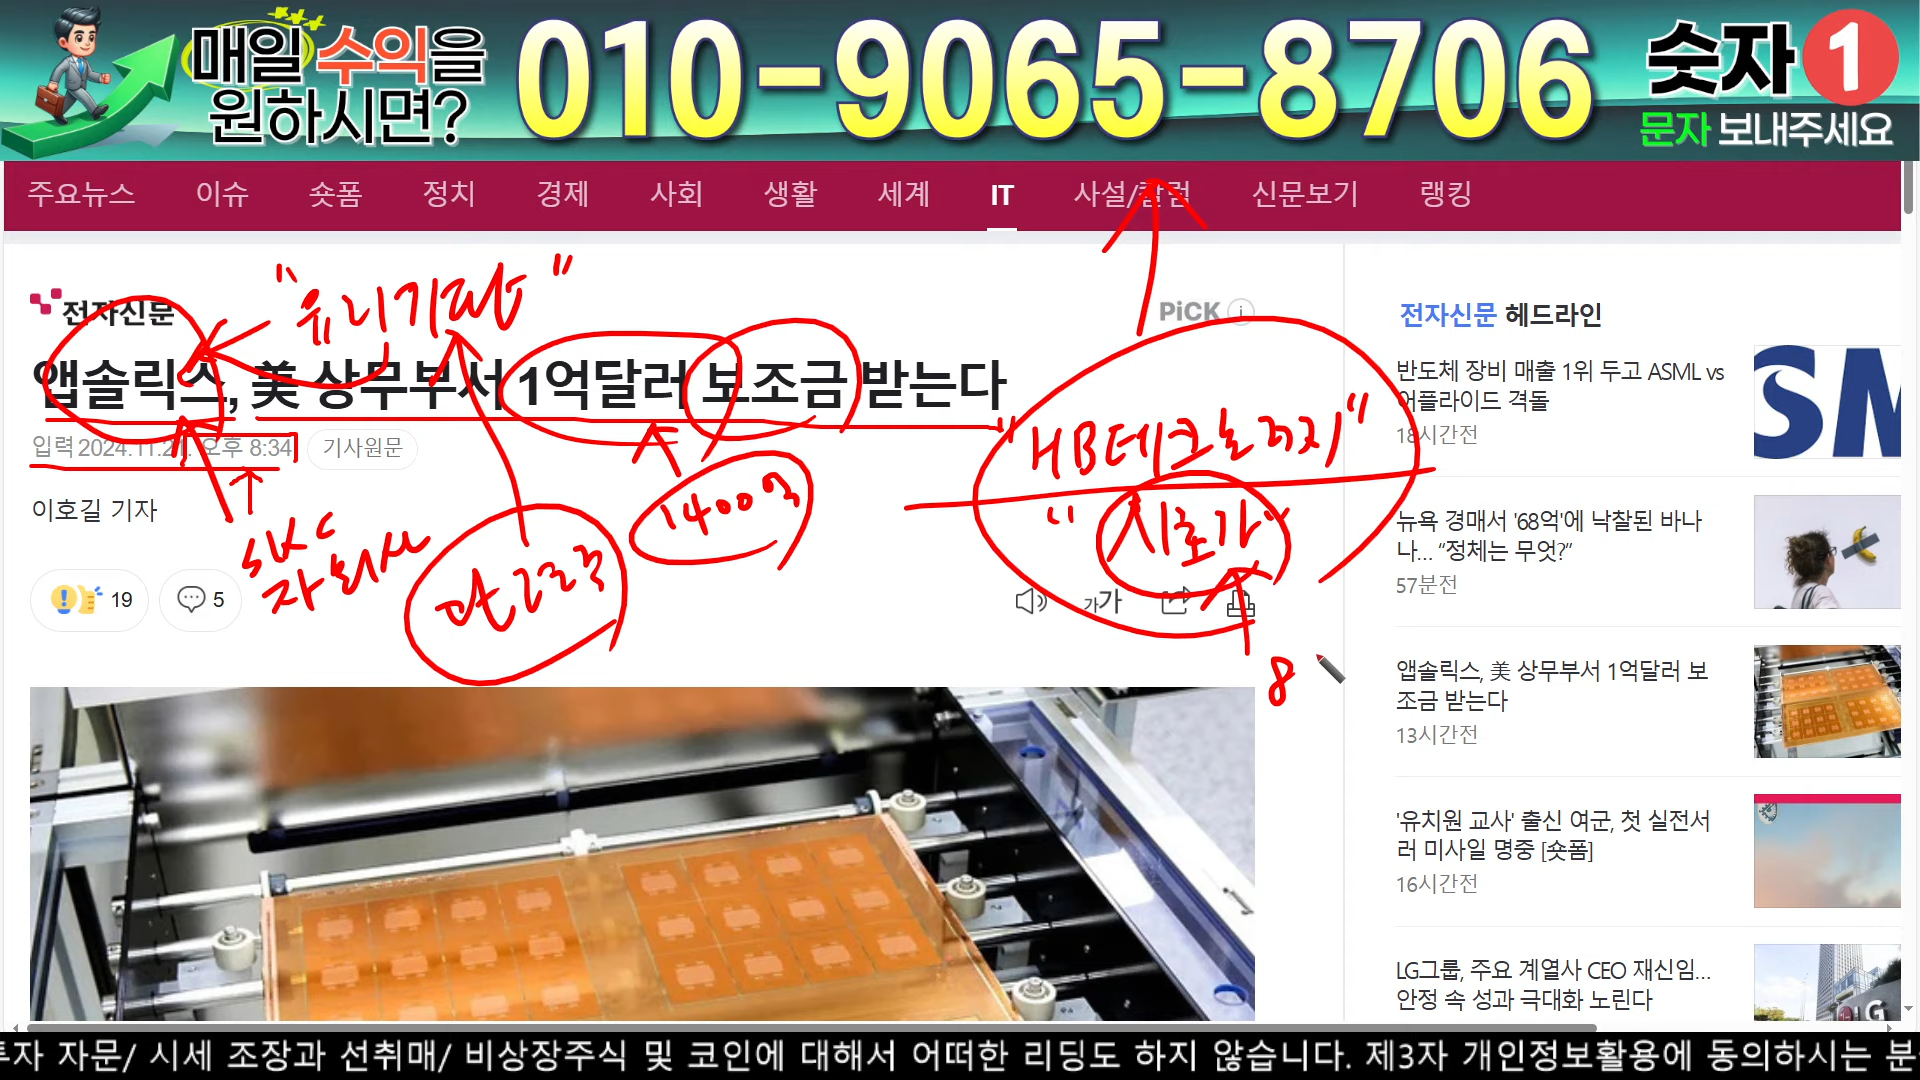 매일 수익을
원하시면?
010-9065-8706
숫자 1
문자 보내주세요
주요뉴스 이슈 숏폼 정치 경제 사회 생활 세계 IT 사설/칼럼 신문보기 랭킹
전자신문
"유리기판"
PiCK
앱솔릭스, 美 상무부서 1억달러 보조금 받는다
입력 2024.11.21. 오후 8:34
기사원문
이호길 기자
SKC
자회사
1400억
"HB테크놀러지"
"시초가"
8
19
5
가가
전자신문 헤드라인
반도체 장비 매출 1위 두고 ASML vs
어플라이드 격돌
18시간전
뉴욕 경매서 '68억'에 낙찰된 바나
나… "정체는 무엇?"
57분전
앱솔릭스, 美 상무부서 1억달러 보
조금 받는다
13시간전
'유치원 교사' 출신 여군, 첫 실전서
러 미사일 명중 [숏폼]
16시간전
LG그룹, 주요 계열사 CEO 재신임…
안정 속 성과 극대화 노린다
투자 자문/ 시세 조장과 선취매/ 비상장주식 및 코인에 대해서 어떠한 리딩도 하지 않습니다. 제3자 개인정보활용에 동의하시는 분